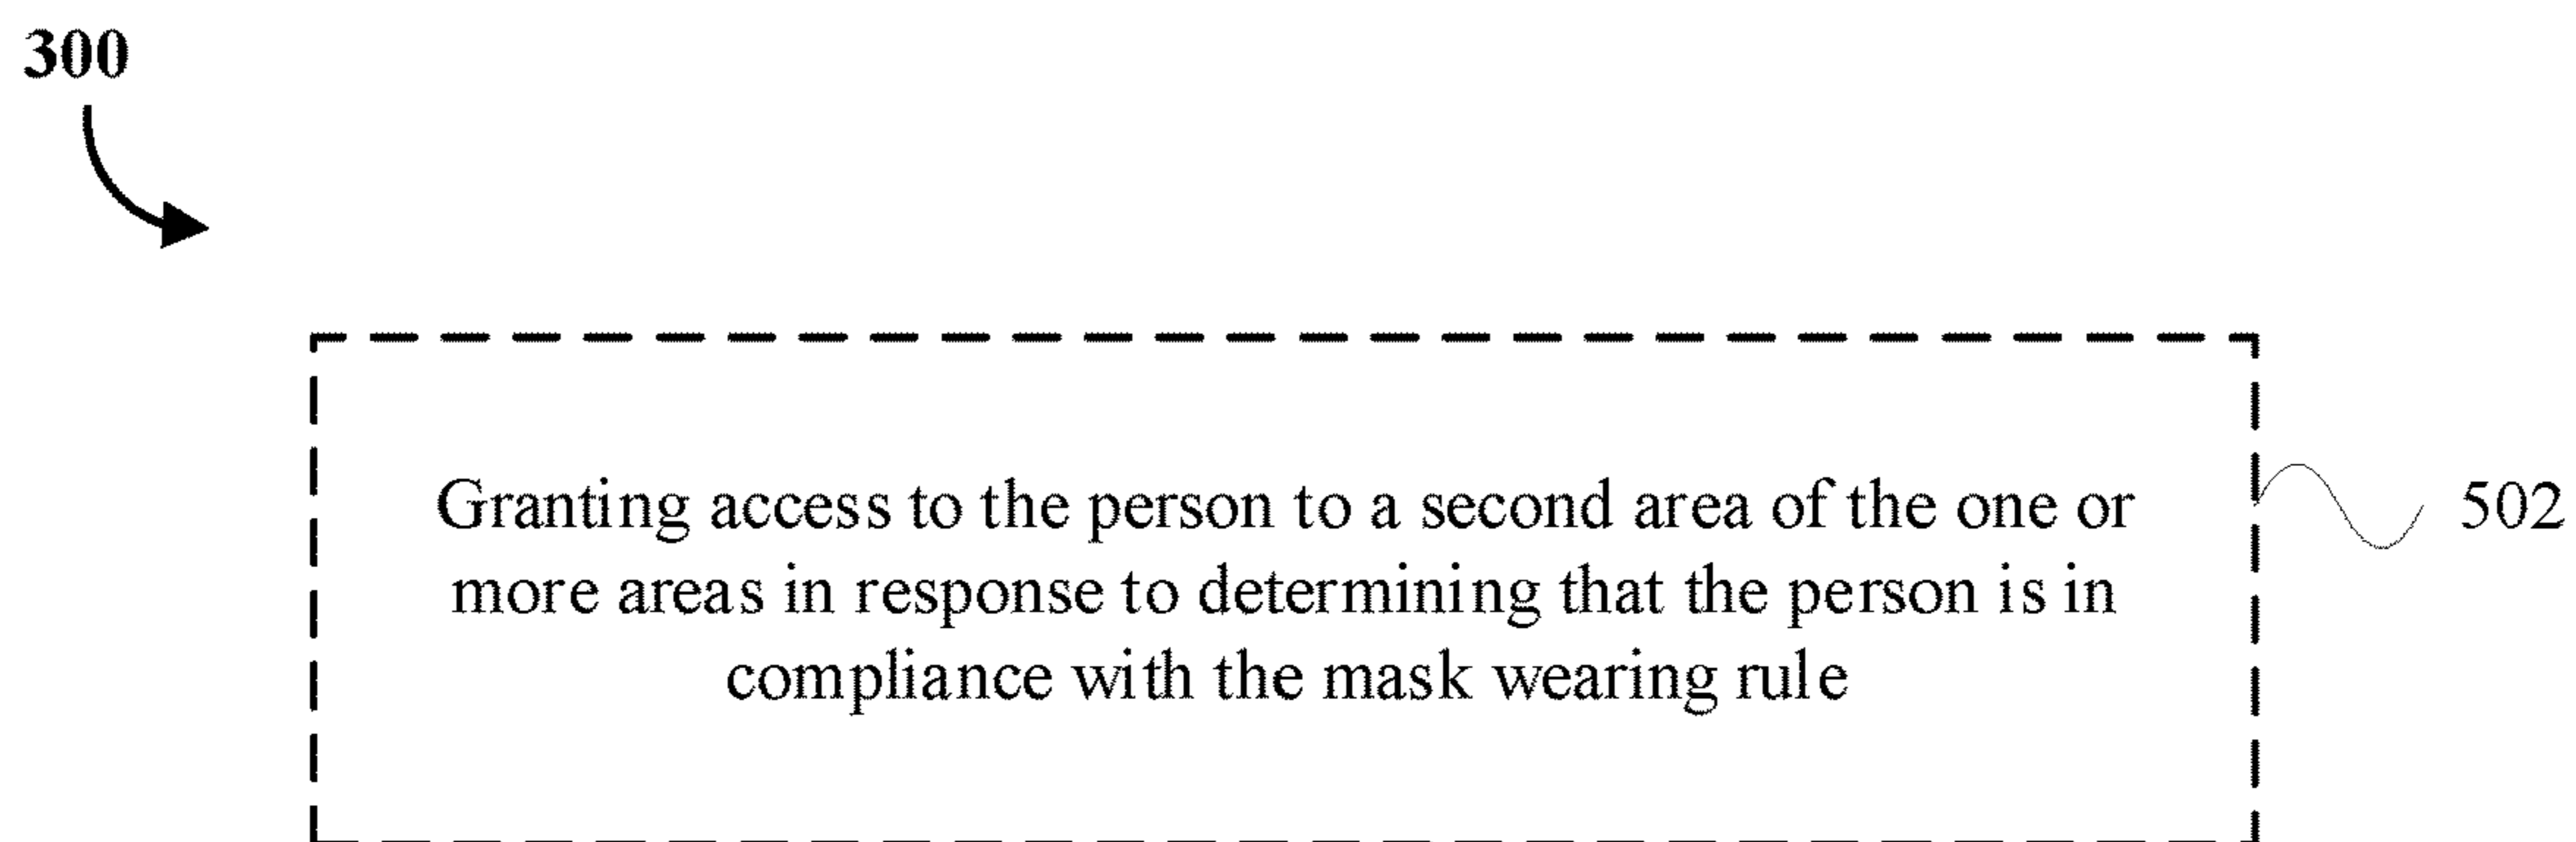 300
Granting access to the person to a second area of the one or
more areas in response to determining that the person is in
compliance with the mask wearing rule
502